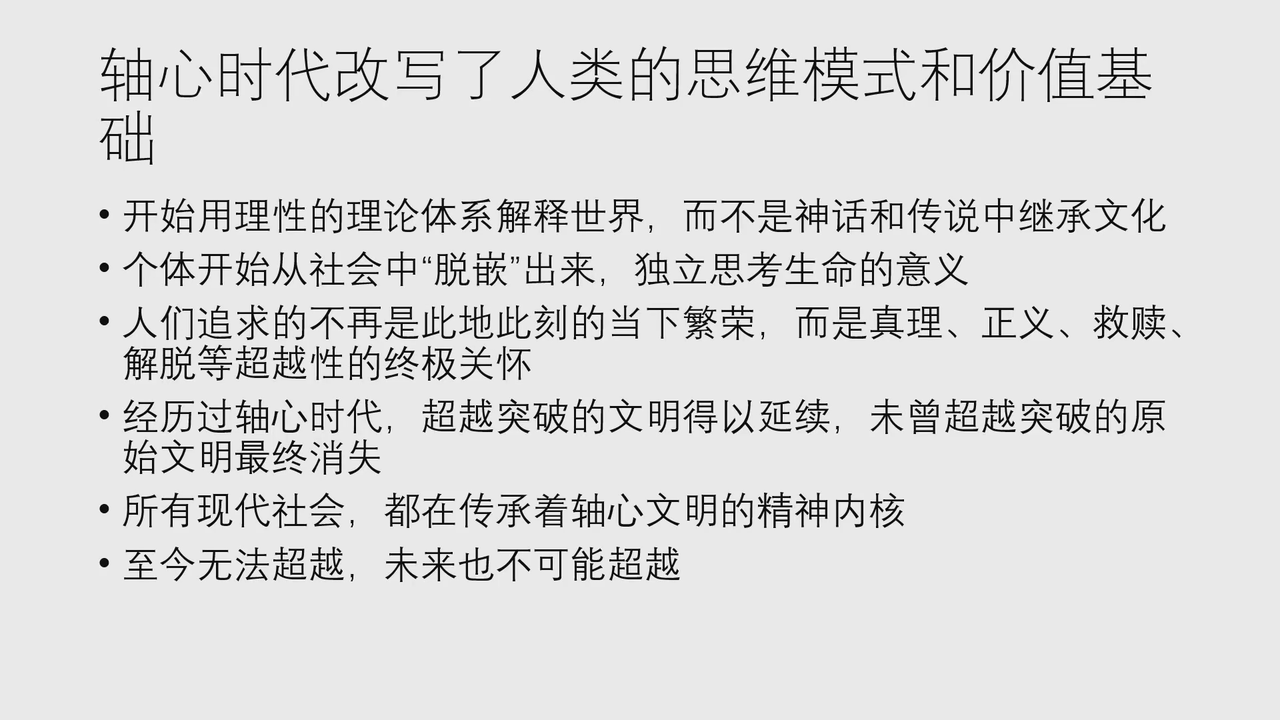 轴心时代改写了人类的思维模式和价值基
础
• 开始用理性的理论体系解释世界，而不是神话和传说中继承文化
• 个体开始从社会中“脱嵌”出来，独立思考生命的意义
• 人们追求的不再是此地此刻的当下繁荣，而是真理、正义、救赎、
解脱等超越性的终极关怀
• 经历过轴心时代，超越突破的文明得以延续，未曾超越突破的原
始文明最终消失
• 所有现代社会，都在传承着轴心文明的精神内核
• 至今无法超越，未来也不可能超越